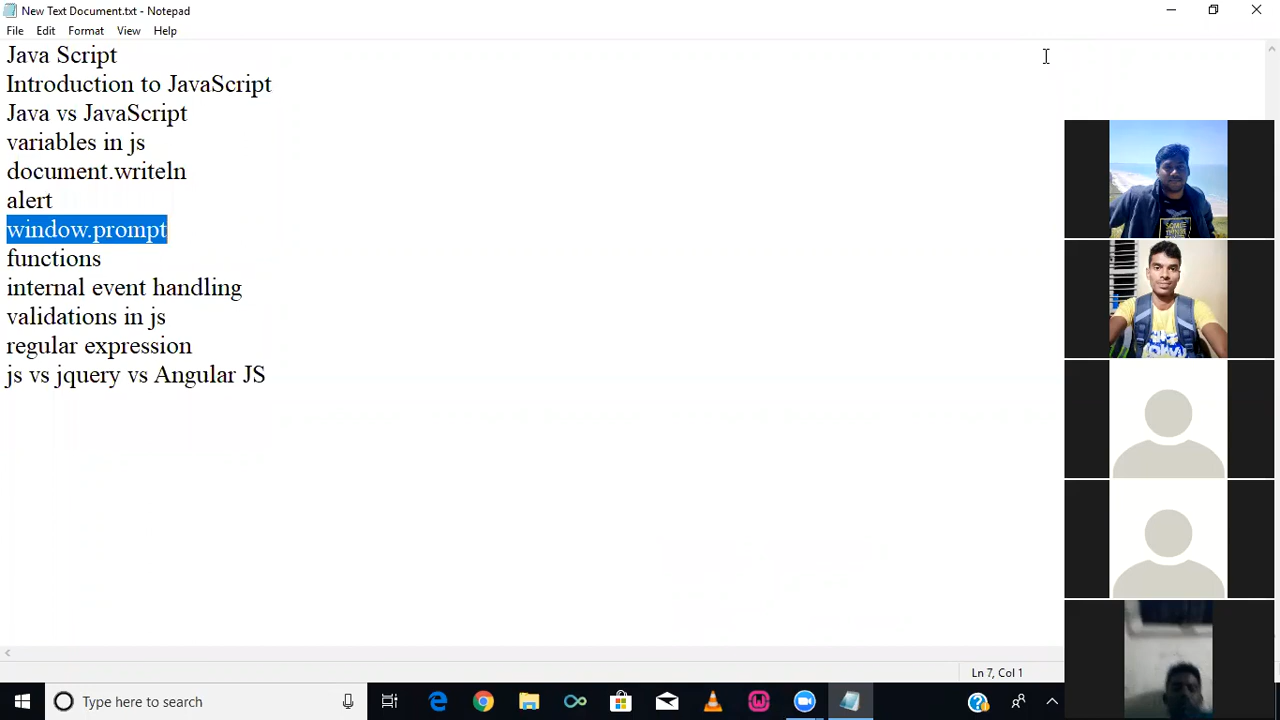 New Text Document.txt - Notepad
File Edit Format View Help
Java Script
Introduction to JavaScript
Java vs JavaScript
variables in js
document.writeln
alert
window.prompt
functions
internal event handling
validations in js
regular expression
js vs jquery vs Angular JS
SOME
Ln 7, Col 1
Type here to search